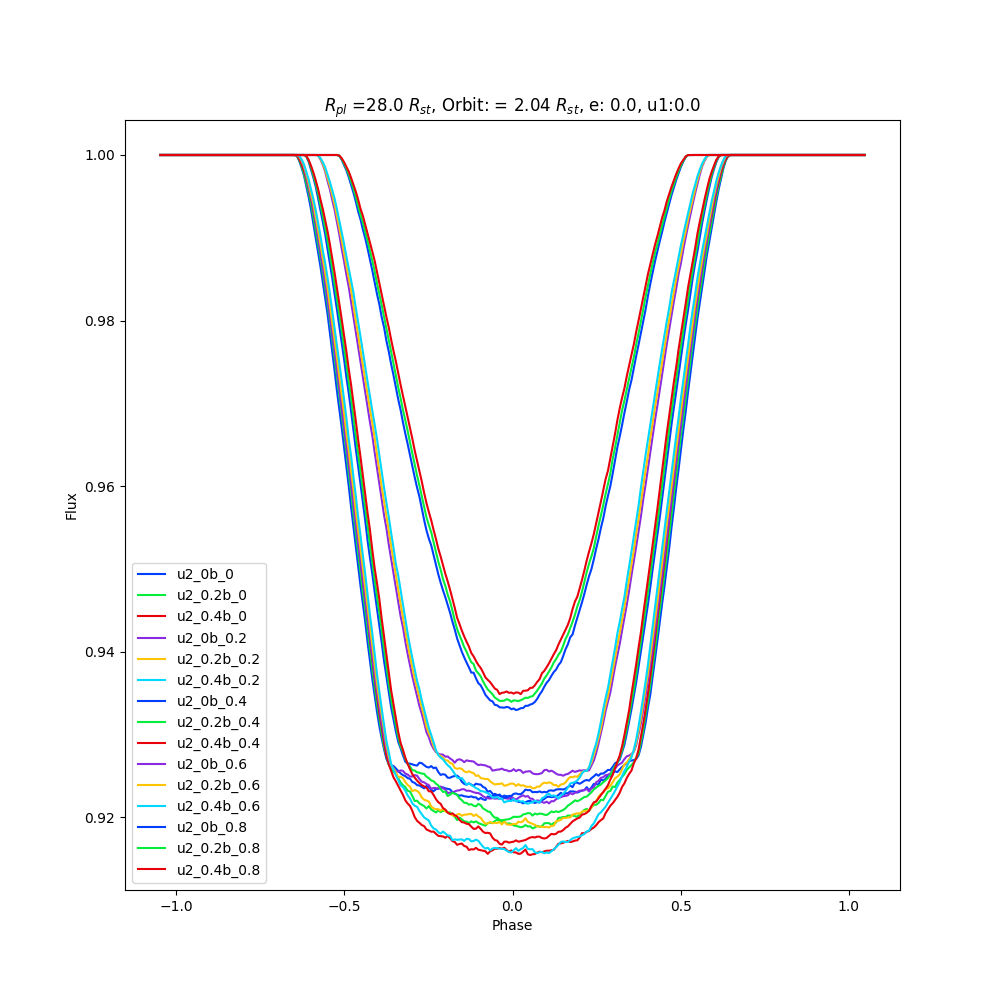 R_pl =28.0 R_st, Orbit: = 2.04 R_st, e: 0.0, u1:0.0
1.00
0.98
0.96
0.94
0.92
Flux
u2_0b_0
u2_0.2b_0
u2_0.4b_0
u2_0b_0.2
u2_0.2b_0.2
u2_0.4b_0.2
u2_0b_0.4
u2_0.2b_0.4
u2_0.4b_0.4
u2_0b_0.6
u2_0.2b_0.6
u2_0.4b_0.6
u2_0b_0.8
u2_0.2b_0.8
u2_0.4b_0.8
−1.0 −0.5 0.0 0.5 1.0
Phase